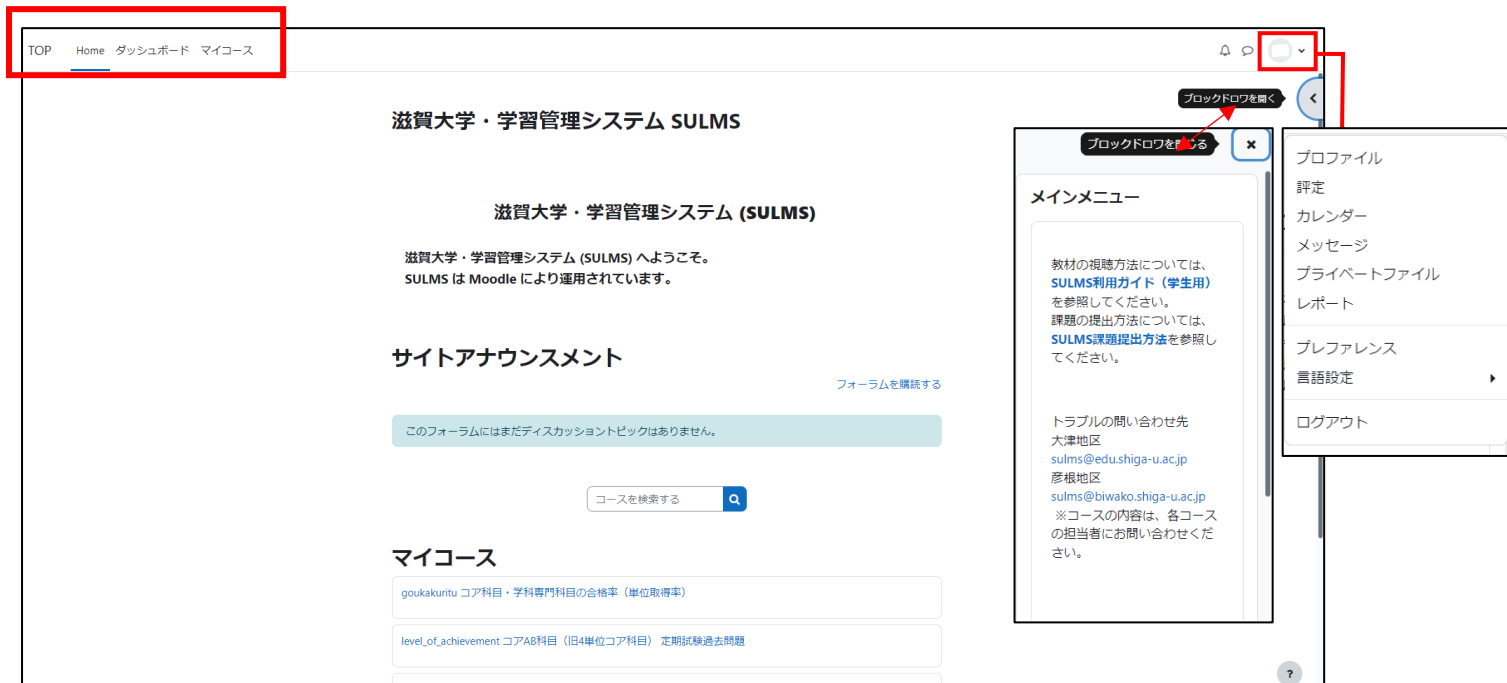 TOP Home ダッシュボード マイコース
ブロックドロワを開く
滋賀大学・学習管理システム SULMS
滋賀大学・学習管理システム (SULMS)
滋賀大学・学習管理システム (SULMS) へようこそ。
SULMS は Moodle により運用されています。
サイトアナウンスメント
フォーラムを購読する
このフォーラムにはまだディスカッショントピックはありません。
コースを検索する
マイコース
goukakuritu コア科目・学科専門科目の合格率（単位取得率）
level_of_achievement コアAB科目（旧4単位コア科目） 定期試験過去問題
ブロックドロワを閉じる
メインメニュー
教材の視聴方法については、
SULMS利用ガイド（学生用）
を参照してください。
課題の提出方法については、
SULMS課題提出方法を参照し
てください。
トラブルの問い合わせ先
大津地区
sulms@edu.shiga-u.ac.jp
彦根地区
sulms@biwako.shiga-u.ac.jp
※コースの内容は、各コース
の担当者にお問い合わせくだ
さい。
プロファイル
評定
カレンダー
メッセージ
プライベートファイル
レポート
プレファレンス
言語設定
ログアウト
?